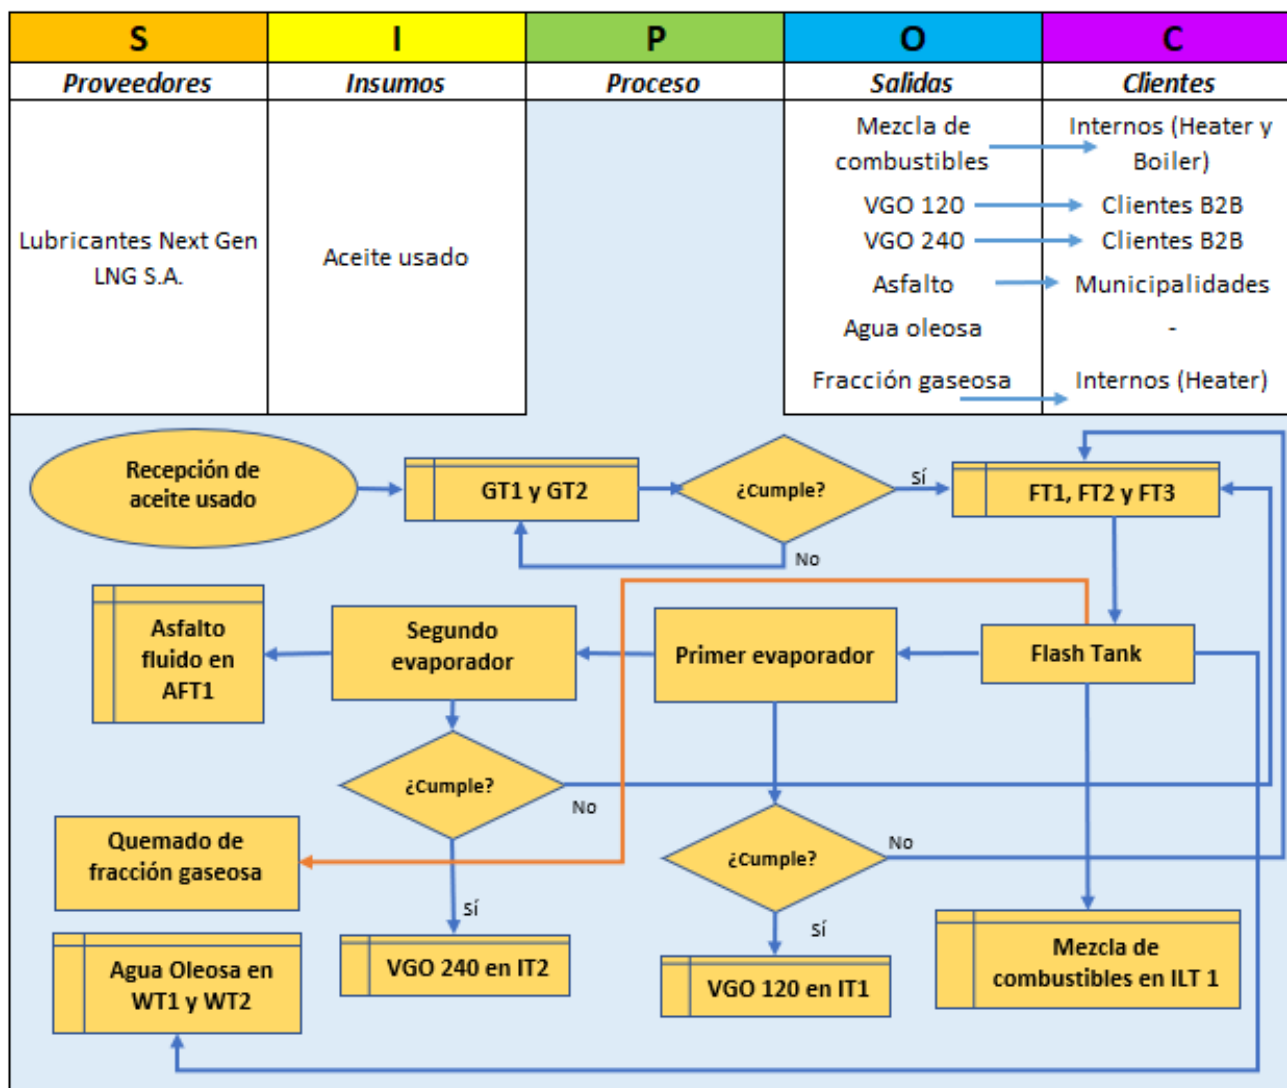 S
I
P
O
C
Proveedores
Insumos
Proceso
Salidas
Clientes
Lubricantes Next Gen
LNG S.A.
Aceite usado
Mezcla de
combustibles
Internos (Heater y
Boiler)
VGO 120
Clientes B2B
VGO 240
Clientes B2B
Asfalto
Municipalidades
Agua oleosa
-
Fracción gaseosa
Internos (Heater)
Recepción de
aceite usado
GT1 y GT2
¿Cumple?
Sí
No
FT1, FT2 y FT3
Asfalto
fluido en
AFT1
Segundo
evaporador
Primer evaporador
Flash Tank
¿Cumple?
No
Sí
Quemado de
fracción gaseosa
¿Cumple?
No
Sí
Agua Oleosa en
WT1 y WT2
VGO 240 en IT2
VGO 120 en IT1
Mezcla de
combustibles en ILT 1